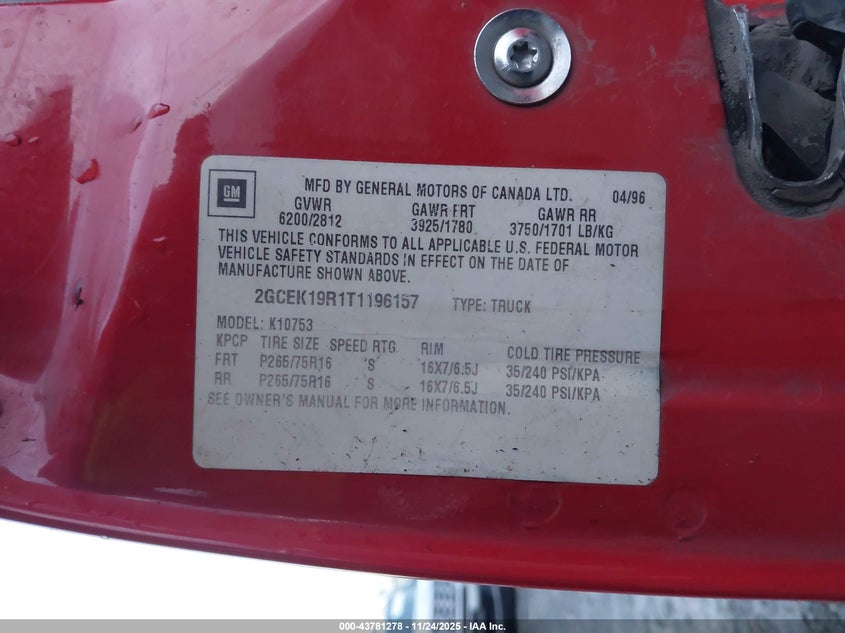 GM
MFD BY GENERAL MOTORS OF CANADA LTD. 04/96
GVWR GAWR FRT GAWR RR
6200/2812 3925/1780 3750/1701 LB/KG
THIS VEHICLE CONFORMS TO ALL APPLICABLE U.S. FEDERAL MOTOR
VEHICLE SAFETY STANDARDS IN EFFECT ON THE DATE OF
MANUFACTURE SHOWN ABOVE.
2GCEK19R1T1196157 TYPE: TRUCK
MODEL: K10753
KPCP TIRE SIZE SPEED RTG RIM COLD TIRE PRESSURE
FRT P265/75R16 'S 16X7/6.5J 35/240 PSI/KPA
RR P265/75R16 'S 16X7/6.5J 35/240 PSI/KPA
SEE OWNER'S MANUAL FOR MORE INFORMATION.
000-43781278 - 11/24/2025 - IAA Inc.